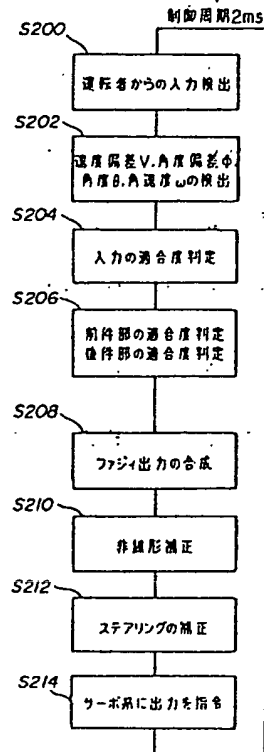 制御周期2ms
S200
運転者からの入力検出
S202
速度偏差V,角度偏差Φ,
角度θ,角速度ωの検出
S204
入力の適合度判定
S206
前件部の適合度判定
後件部の適合度判定
S208
ファジィ出力の合成
S210
非線形補正
S212
ステアリングの補正
S214
サーボ系に出力を指令